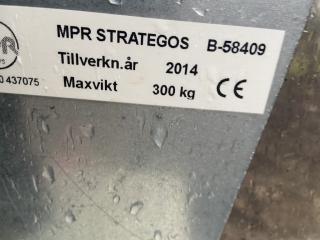 MPR STRATEGOS B-58409
Tillverkn.år 2014
Maxvikt 300 kg CE
0 437075